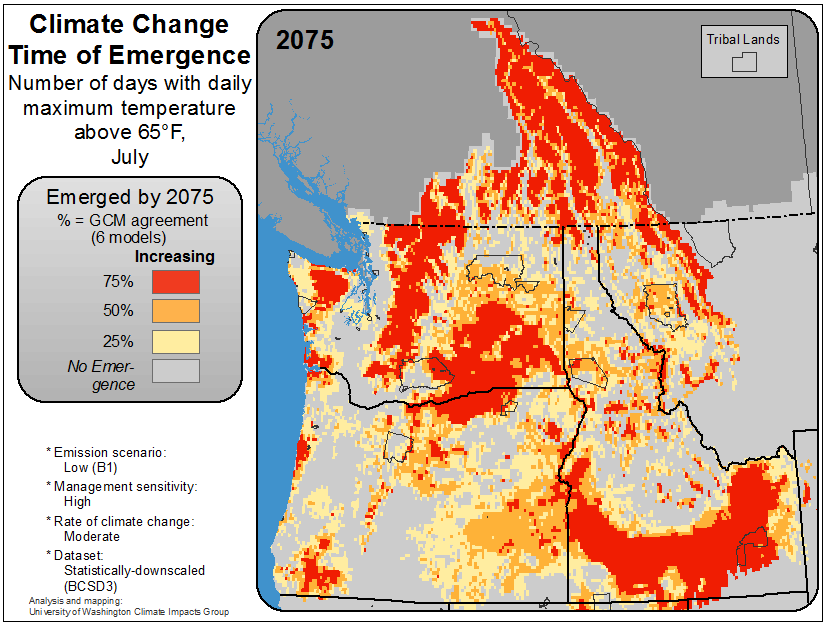 Climate Change
Time of Emergence
Number of days with daily
maximum temperature
above 65°F,
July
Emerged by 2075
% = GCM agreement
(6 models)
Increasing
75%
50%
25%
No Emer-
gence
* Emission scenario:
Low (B1)
* Management sensitivity:
High
* Rate of climate change:
Moderate
* Dataset:
Statistically-downscaled
(BCSD3)
Analysis and mapping:
University of Washington Climate Impacts Group
2075
Tribal Lands